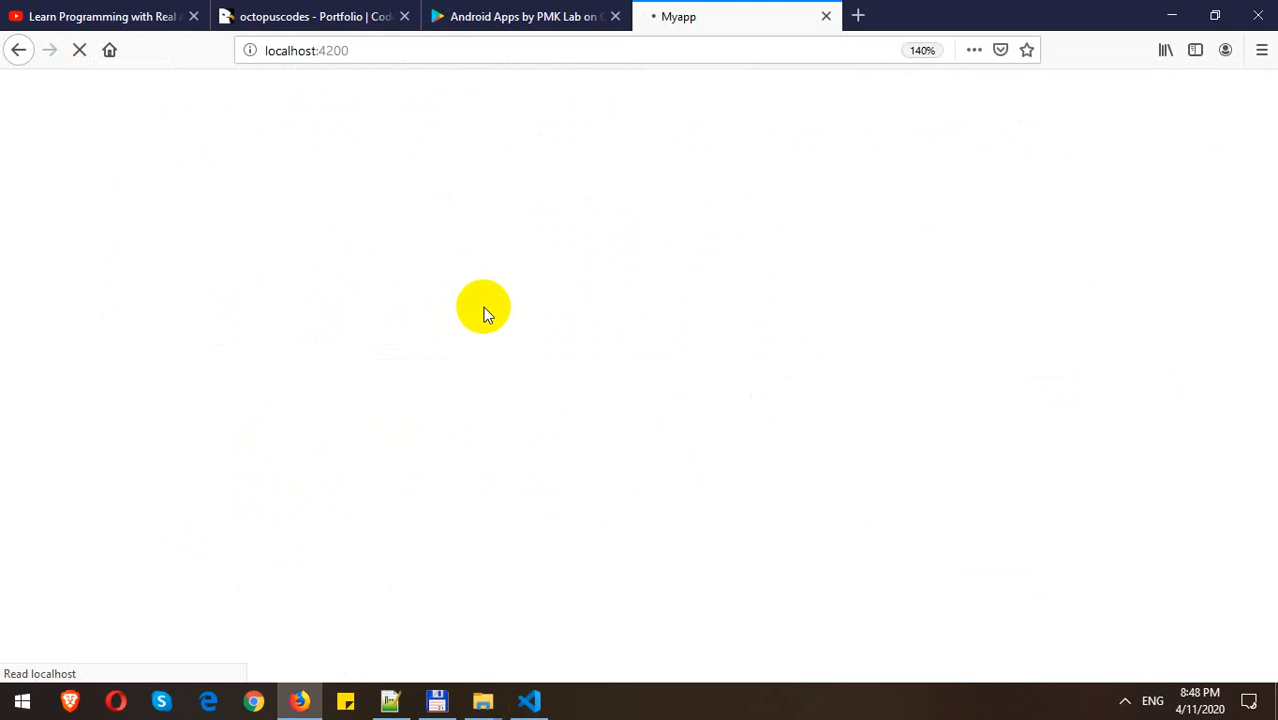 Learn Programming with Real A
octopuscodes - Portfolio | Cod
Android Apps by PMK Lab on G
Myapp
localhost:4200
140%
Read localhost
ENG
8:48 PM
4/11/2020